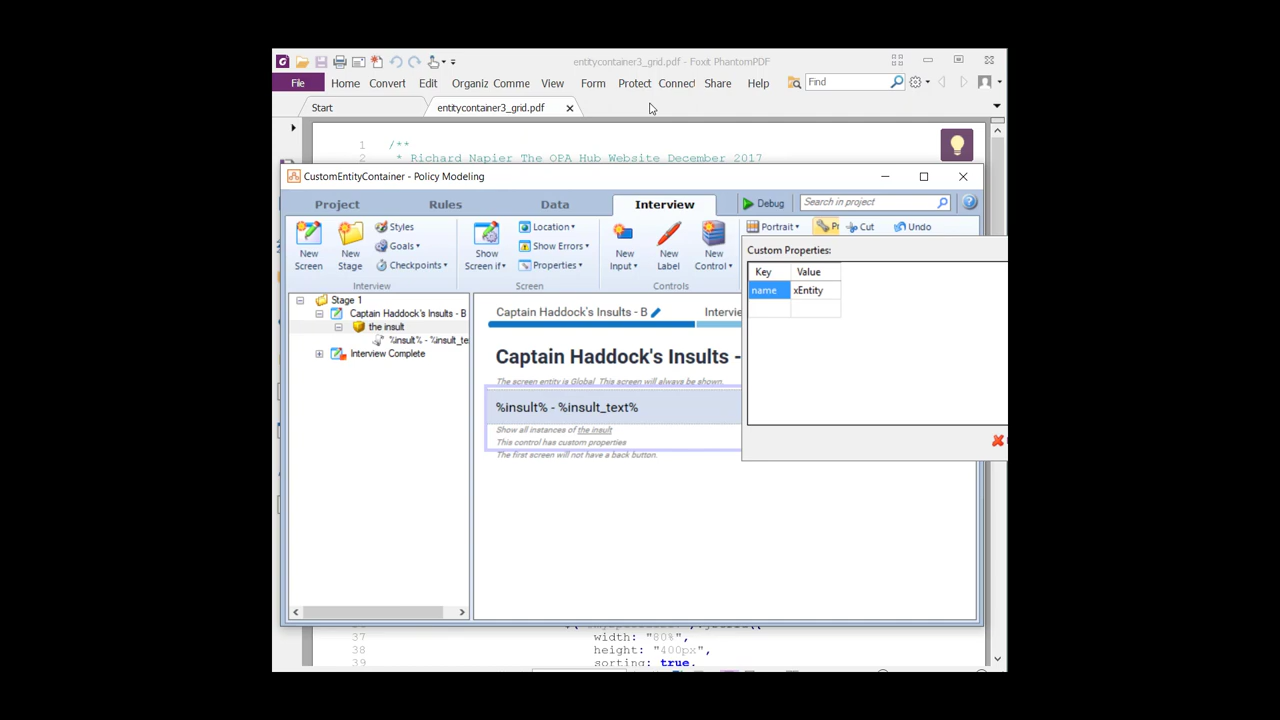 entitycontainer3_grid.pdf - Foxit PhantomPDF
File Home Convert Edit Organiz Comme View Form Protect Connect Share Help Find
Start entitycontainer3_grid.pdf
1 /**
2 * Richard Napier The OPA Hub Website December 2017
CustomEntityContainer - Policy Modeling
Project Rules Data Interview Debug Search in project
New Screen
New Stage
Styles
Goals
Checkpoints
Interview
Show Screen if
Location
Show Errors
Properties
Screen
New Input
New Label
New Control
Controls
Portrait Pr Cut Undo
Custom Properties:
Key Value
name xEntity
Stage 1
Captain Haddock's Insults - B
the insult
%insult% - %insult_te
Interview Complete
Captain Haddock's Insults - B Intervie
Captain Haddock's Insults -
The screen entity is Global. This screen will always be shown.
%insult% - %insult_text%
Show all instances of the insult
This control has custom properties
The first screen will not have a back button.
37 width: "80%",
38 height: "400px",
39 sorting: true,